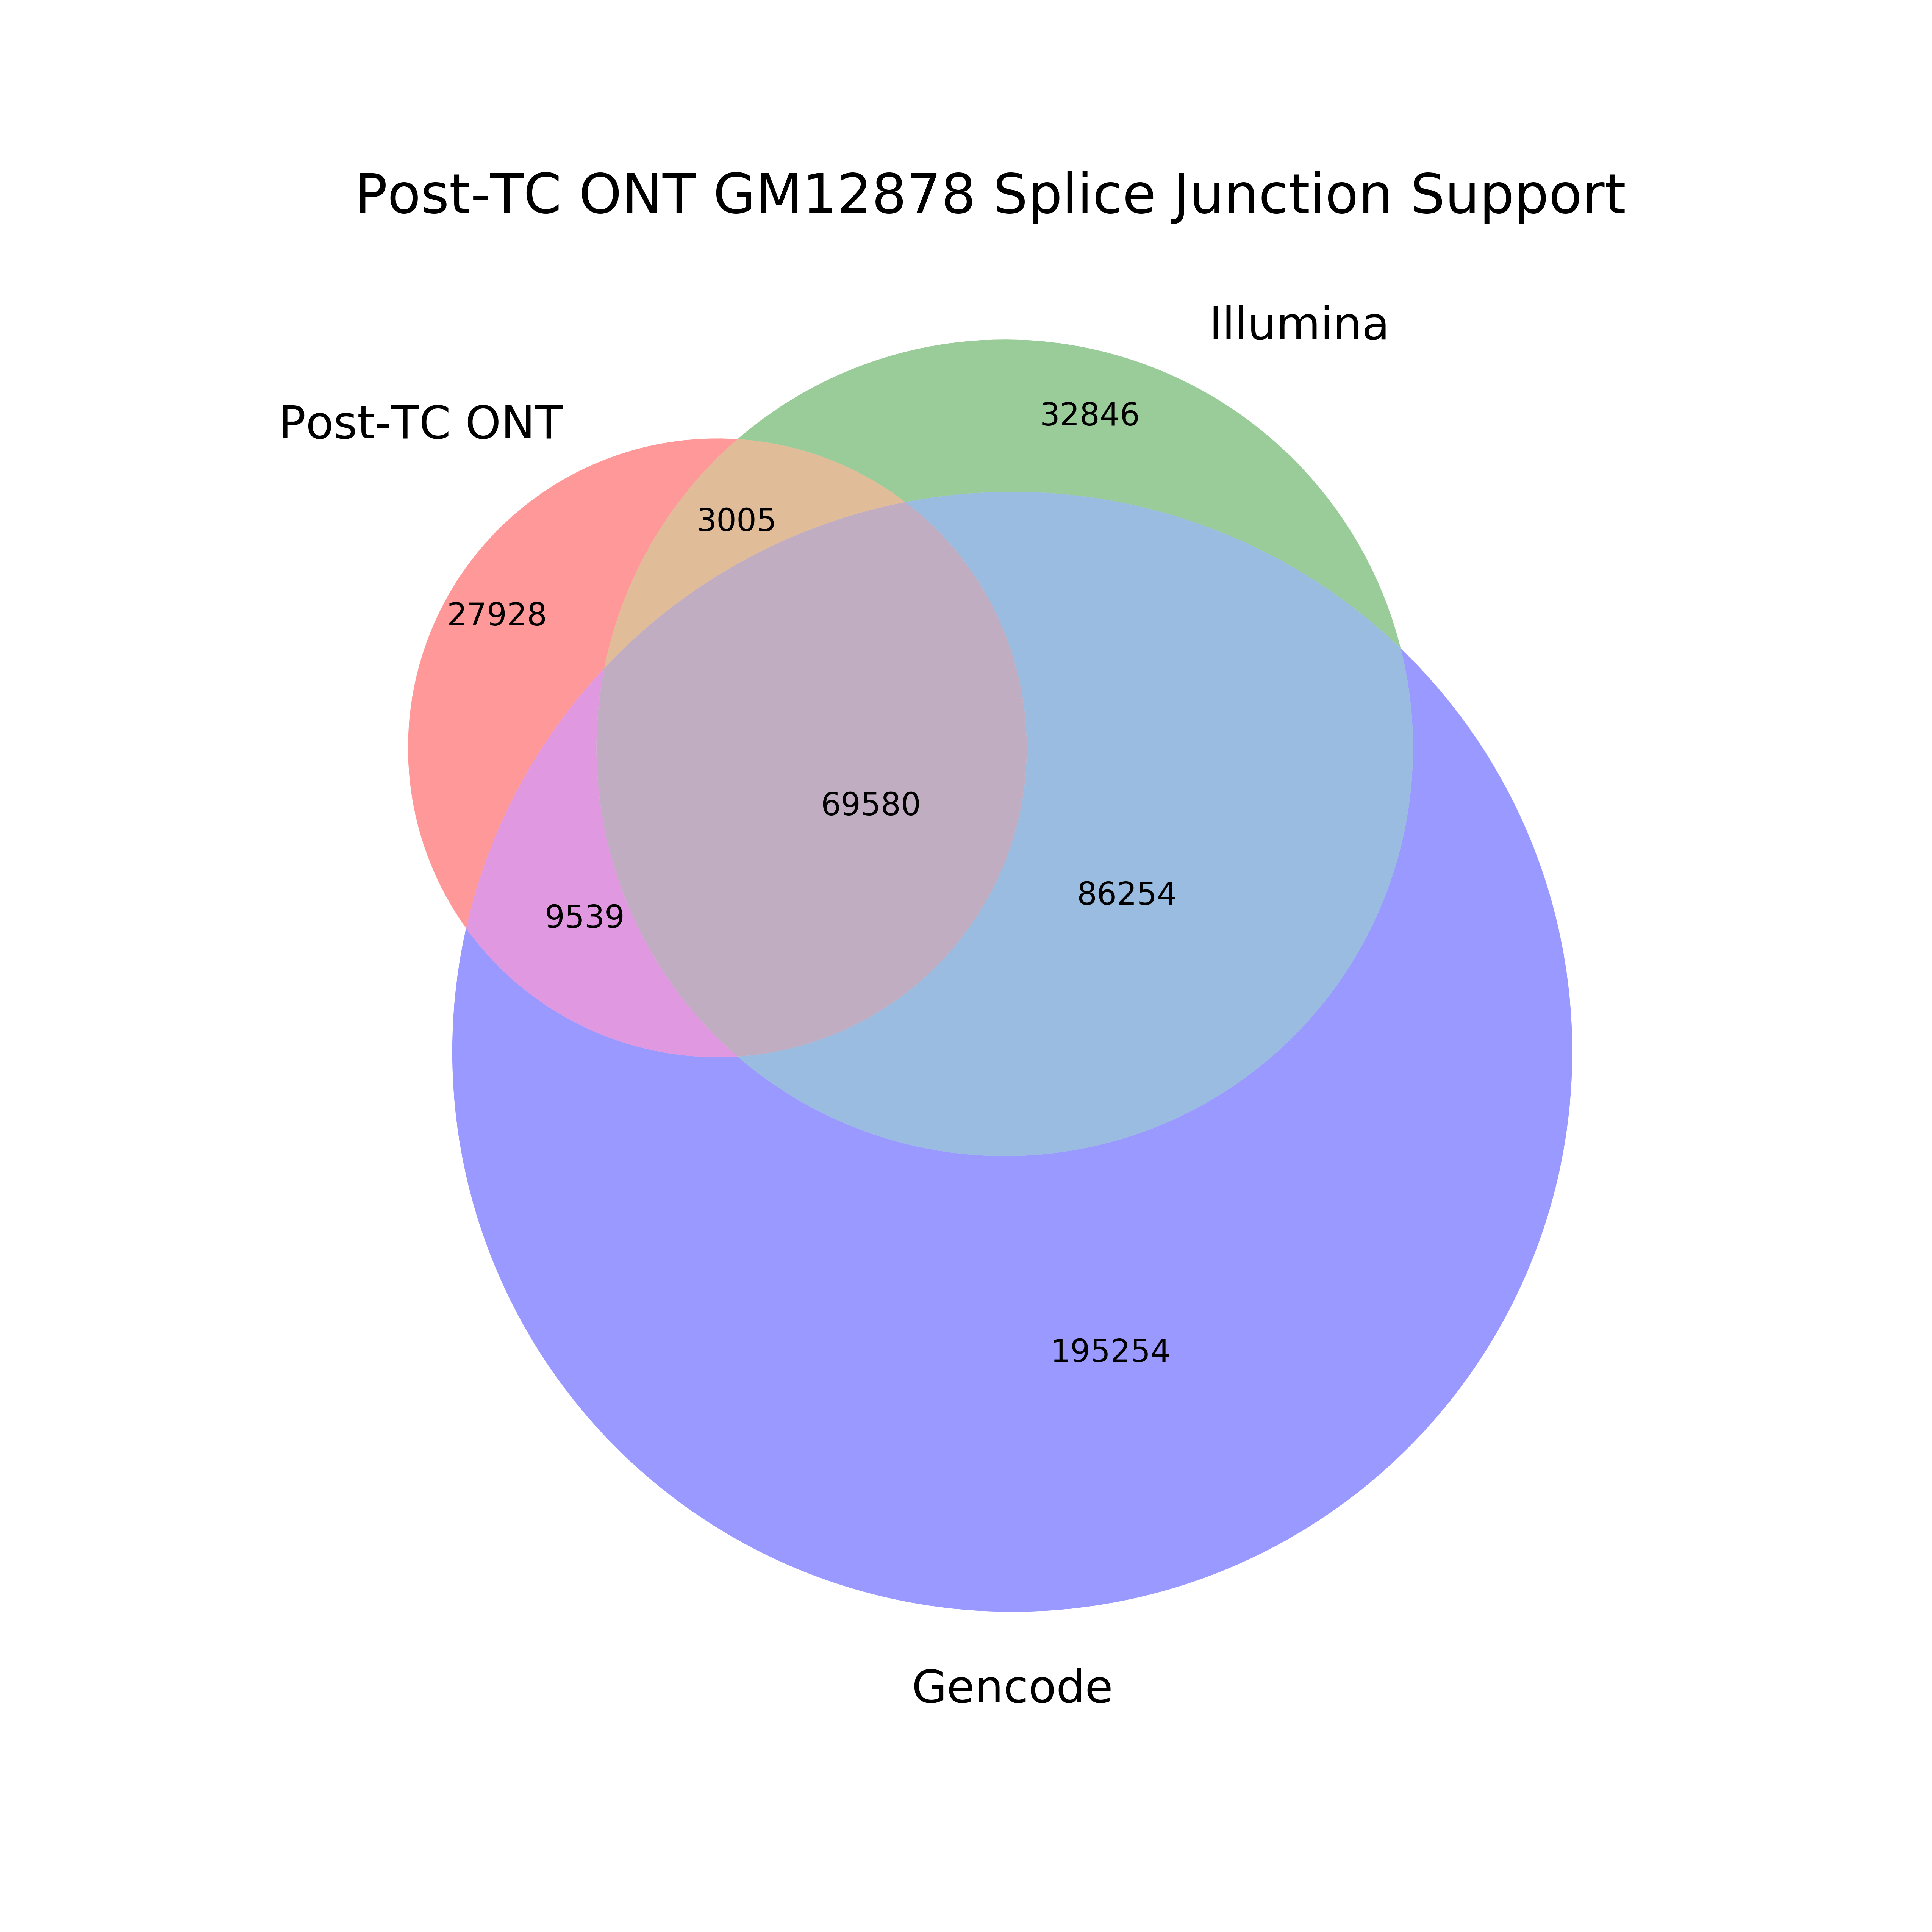 Post-TC ONT GM12878 Splice Junction Support
Illumina
Post-TC ONT
32846
3005
27928
69580
86254
9539
195254
Gencode